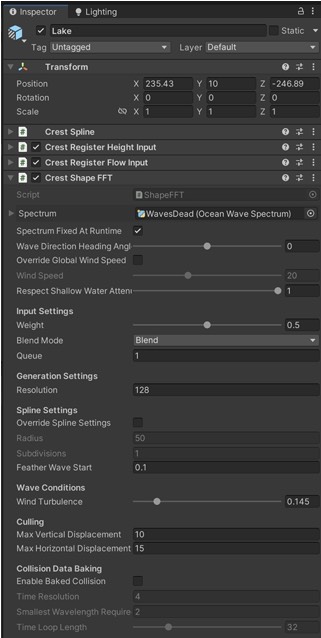 Inspector Lighting
Lake Static
Tag Untagged Layer Default
Transform
Position X 235.43 Y 10 Z -246.89
Rotation X 0 Y 0 Z 0
Scale X 1 Y 1 Z 1
Crest Spline
Crest Register Height Input
Crest Register Flow Input
Crest Shape FFT
Script ShapeFFT
Spectrum WavesDead (Ocean Wave Spectrum)
Spectrum Fixed At Runtime
Wave Direction Heading Angl 0
Override Global Wind Speed
Wind Speed 20
Respect Shallow Water Atten 1
Input Settings
Weight 0.5
Blend Mode Blend
Queue 1
Generation Settings
Resolution 128
Spline Settings
Override Spline Settings
Radius 50
Subdivisions 1
Feather Wave Start 0.1
Wave Conditions
Wind Turbulence 0.145
Culling
Max Vertical Displacement 10
Max Horizontal Displacement 15
Collision Data Baking
Enable Baked Collision
Time Resolution 4
Smallest Wavelength Require 2
Time Loop Length 32